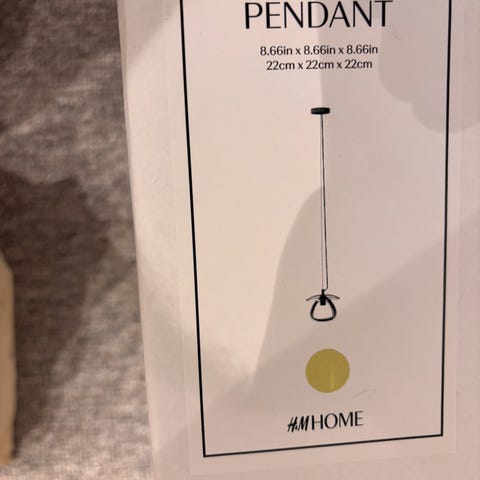 PENDANT
8.66in x 8.66in x 8.66in
22cm x 22cm x 22cm
H&M HOME